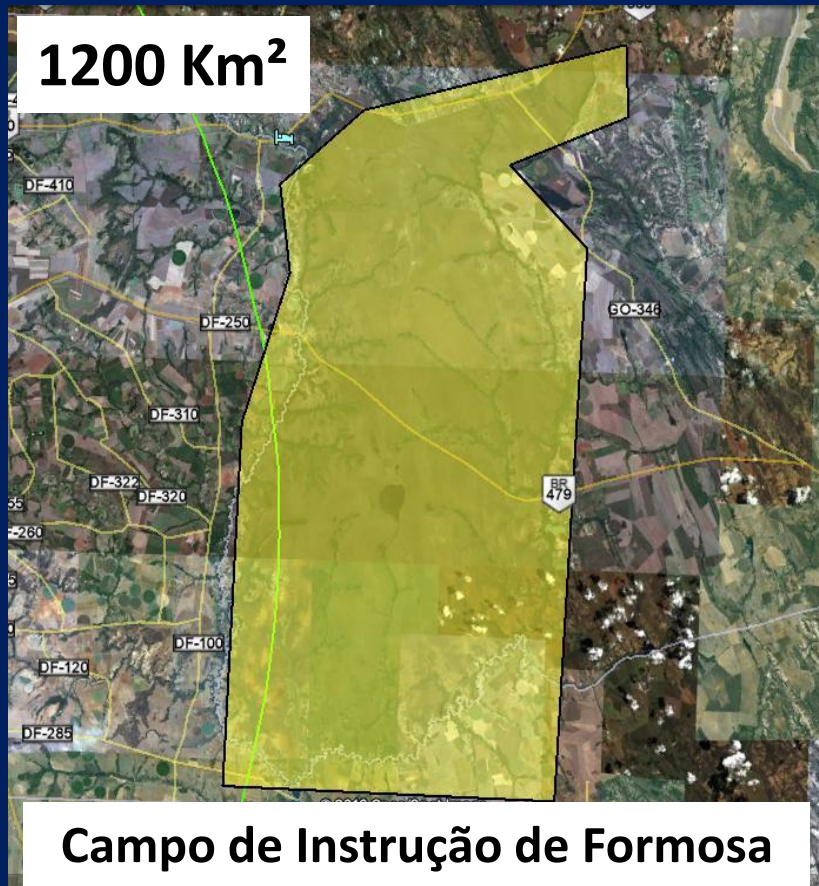 1200 Km²
DF-410
DF-250
GO-346
DF-310
BR
479
DF-322
DF-320
DF-100
DF-120
DF-285
Campo de Instrução de Formosa